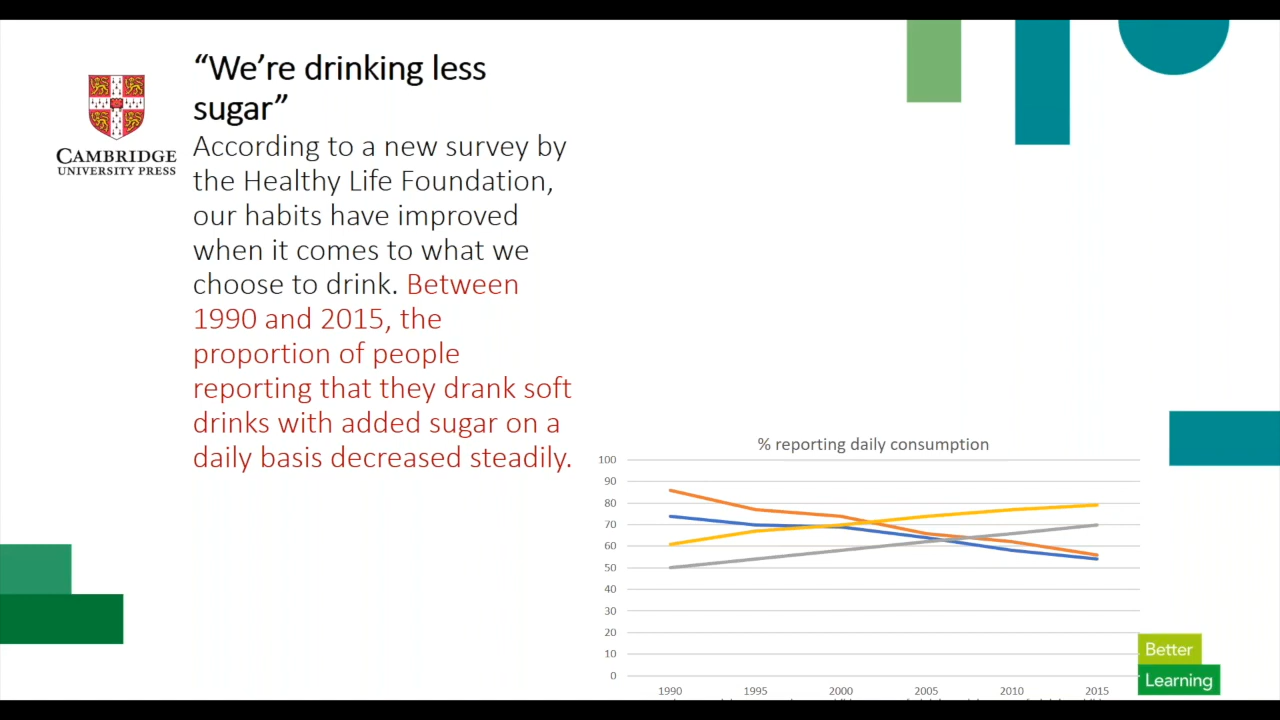 “We’re drinking less
sugar”
According to a new survey by
the Healthy Life Foundation,
our habits have improved
when it comes to what we
choose to drink. Between
1990 and 2015, the
proportion of people
reporting that they drank soft
drinks with added sugar on a
daily basis decreased steadily.
CAMBRIDGE
UNIVERSITY PRESS
% reporting daily consumption
100
90
80
70
60
50
40
30
20
10
0
1990 1995 2000 2005 2010 2015
Better
Learning